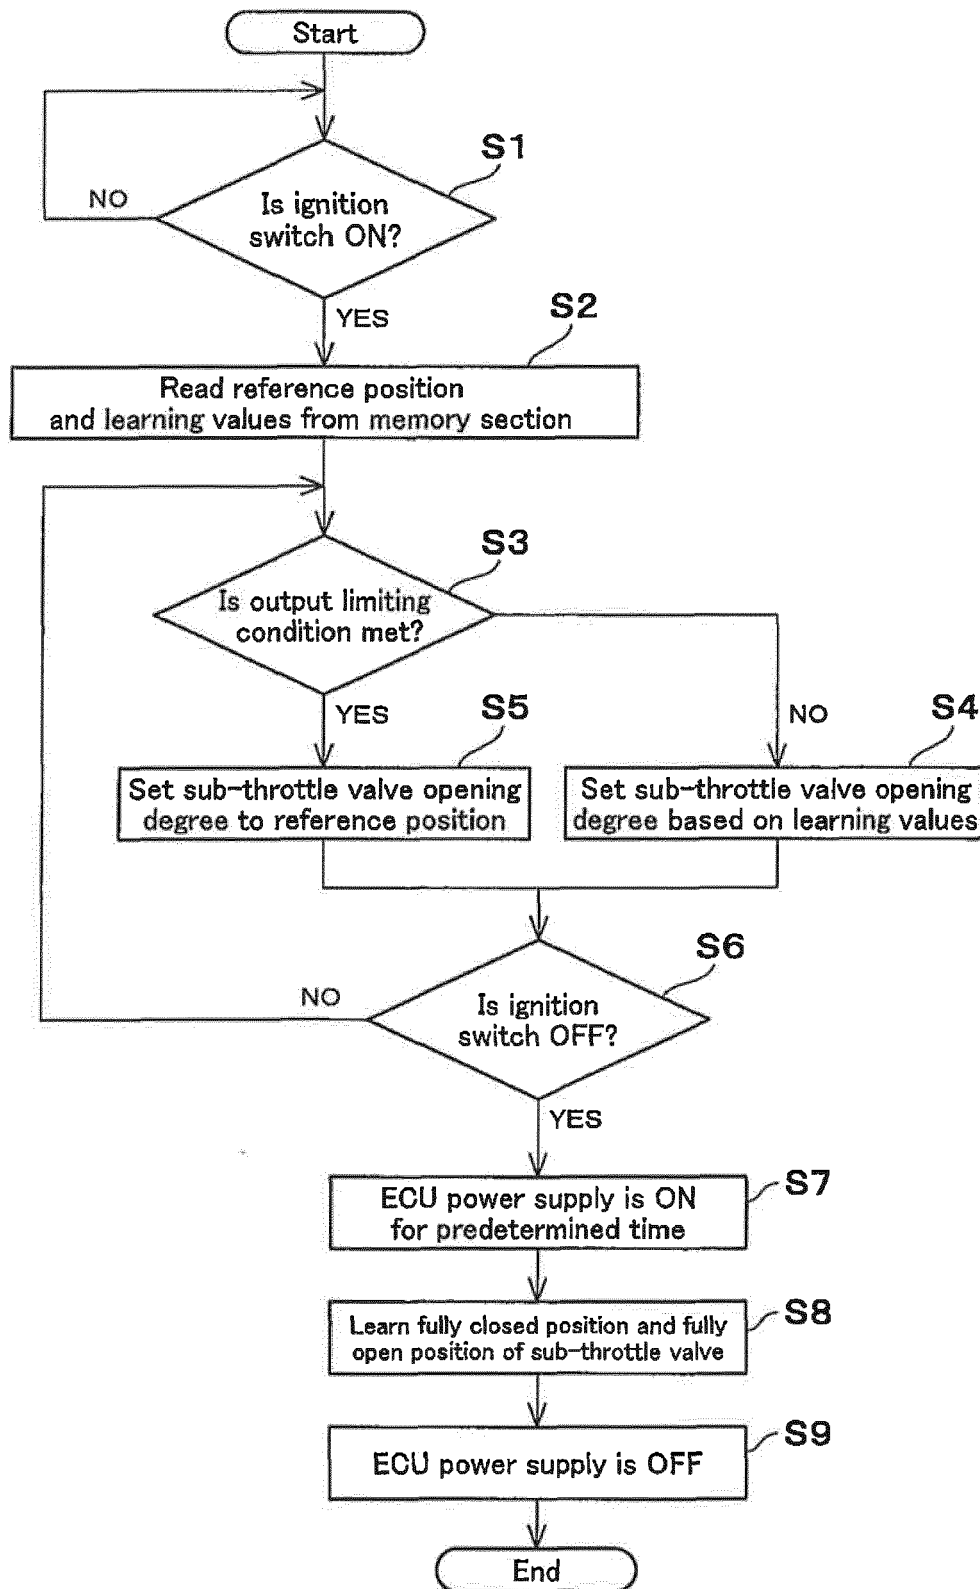 Start
S1
NO
Is ignition
switch ON?
YES
S2
Read reference position
and learning values from memory section
S3
Is output limiting
condition met?
YES
S5
NO
S4
Set sub-throttle valve opening
degree to reference position
Set sub-throttle valve opening
degree based on learning values
S6
NO
Is ignition
switch OFF?
YES
S7
ECU power supply is ON
for predetermined time
S8
Learn fully closed position and fully
open position of sub-throttle valve
S9
ECU power supply is OFF
End